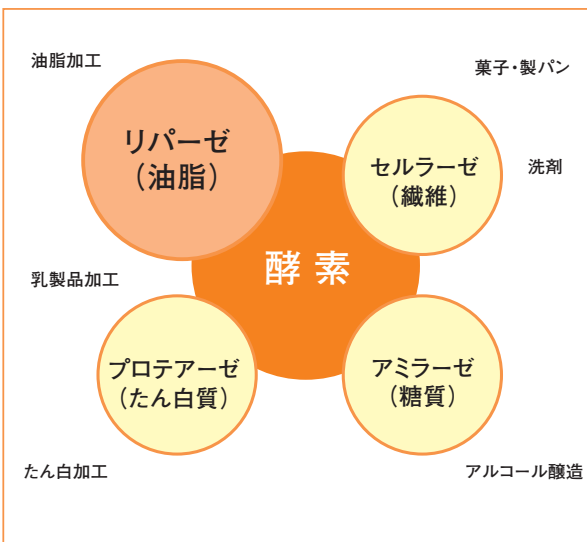 油脂加工
菓子・製パン
リパーゼ
（油脂）
セルラーゼ
（繊維）
洗剤
酵素
乳製品加工
プロテアーゼ
（たん白質）
アミラーゼ
（糖質）
たん白加工
アルコール醸造